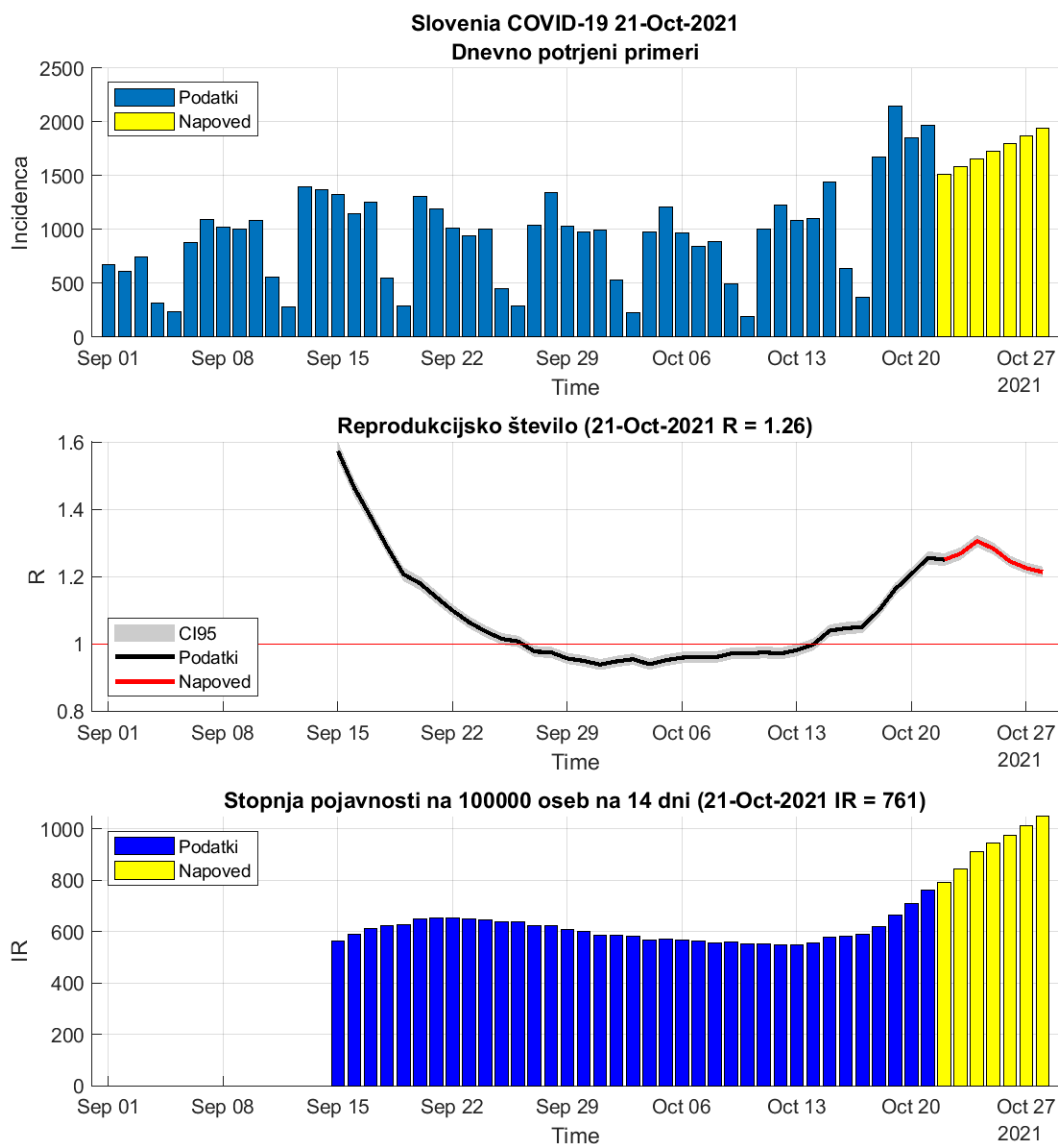 Slovenia COVID-19 21-Oct-2021
Dnevno potrjeni primeri
2500
2000
1500
1000
500
0
Incidenca
Podatki
Napoved
Sep 01 Sep 08 Sep 15 Sep 22 Sep 29 Oct 06 Oct 13 Oct 20 Oct 27
2021
Time
Reprodukcijsko število (21-Oct-2021 R = 1.26)
1.6
1.4
1.2
1
0.8
R
CI95
Podatki
Napoved
Sep 01 Sep 08 Sep 15 Sep 22 Sep 29 Oct 06 Oct 13 Oct 20 Oct 27
2021
Time
Stopnja pojavnosti na 100000 oseb na 14 dni (21-Oct-2021 IR = 761)
1000
800
600
400
200
0
IR
Podatki
Napoved
Sep 01 Sep 08 Sep 15 Sep 22 Sep 29 Oct 06 Oct 13 Oct 20 Oct 27
2021
Time